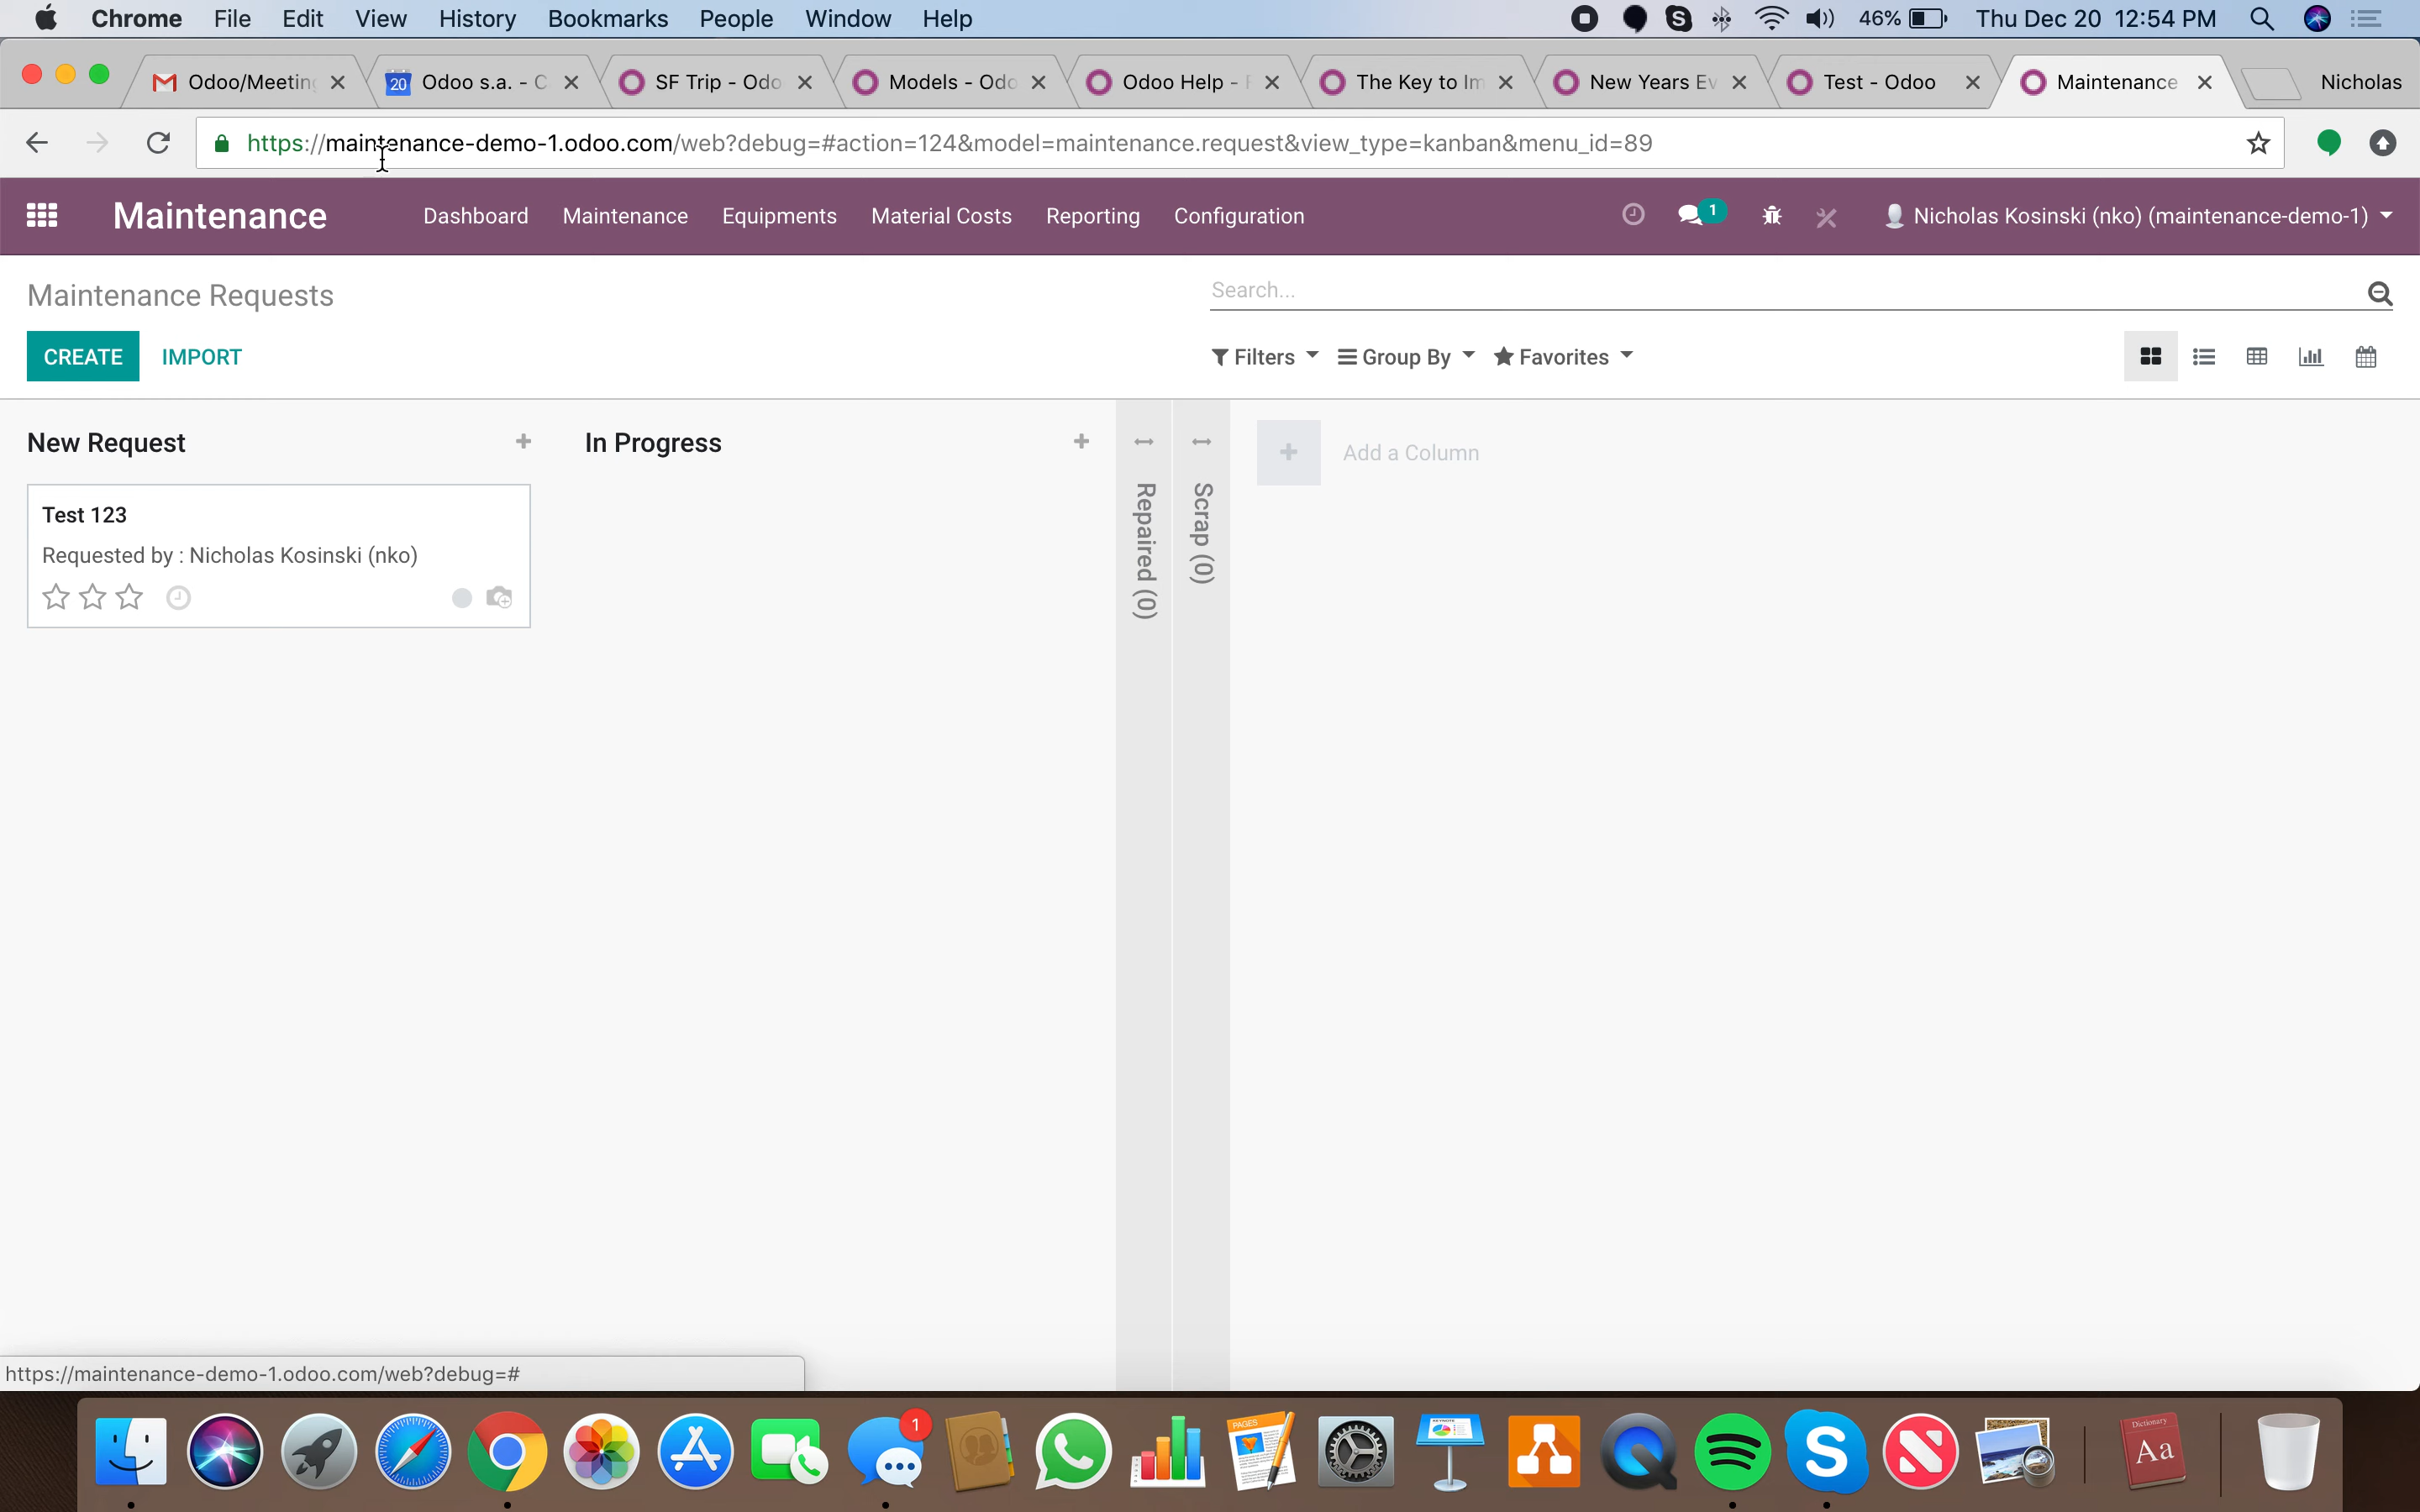 Chrome File Edit View History Bookmarks People Window Help 46% Thu Dec 20 12:54 PM
Odoo/Meeting 20 Odoo s.a. - C SF Trip - Odo Models - Odo Odoo Help - The Key to Im New Years Ev Test - Odoo Maintenance Nicholas
https://maintenance-demo-1.odoo.com/web?debug=#action=124&model=maintenance.request&view_type=kanban&menu_id=89
Maintenance Dashboard Maintenance Equipments Material Costs Reporting Configuration 1 Nicholas Kosinski (nko) (maintenance-demo-1)
Maintenance Requests Search...
CREATE IMPORT Filters Group By Favorites
New Request In Progress Add a Column
Repaired (0)
Scrap (0)
Test 123
Requested by : Nicholas Kosinski (nko)
https://maintenance-demo-1.odoo.com/web?debug=#
1
PAGES
Dictionary
Aa